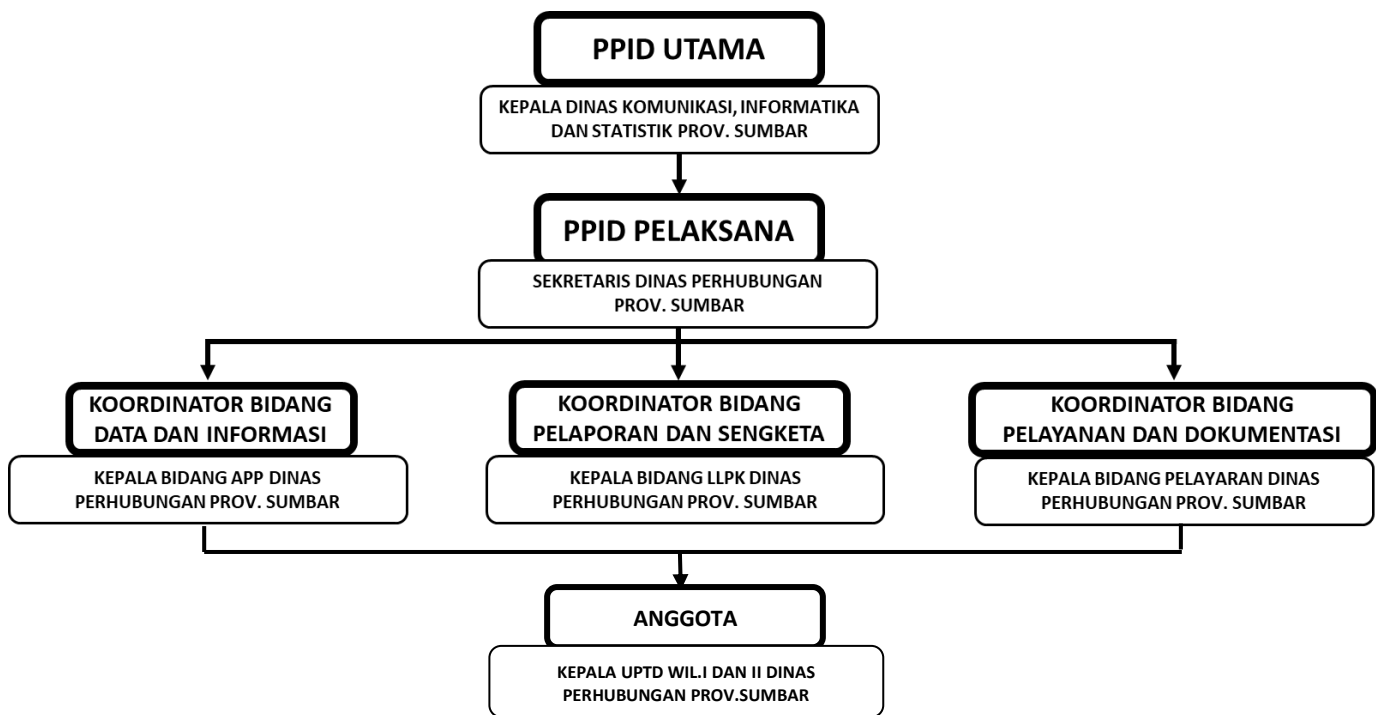 PPID UTAMA
KEPALA DINAS KOMUNIKASI, INFORMATIKA
DAN STATISTIK PROV. SUMBAR
PPID PELAKSANA
SEKRETARIS DINAS PERHUBUNGAN
PROV. SUMBAR
KOORDINATOR BIDANG
DATA DAN INFORMASI
KEPALA BIDANG APP DINAS
PERHUBUNGAN PROV. SUMBAR
KOORDINATOR BIDANG
PELAPORAN DAN SENGKETA
KEPALA BIDANG LLPK DINAS
PERHUBUNGAN PROV. SUMBAR
KOORDINATOR BIDANG
PELAYANAN DAN DOKUMENTASI
KEPALA BIDANG PELAYARAN DINAS
PERHUBUNGAN PROV. SUMBAR
ANGGOTA
KEPALA UPTD WIL.I DAN II DINAS
PERHUBUNGAN PROV.SUMBAR